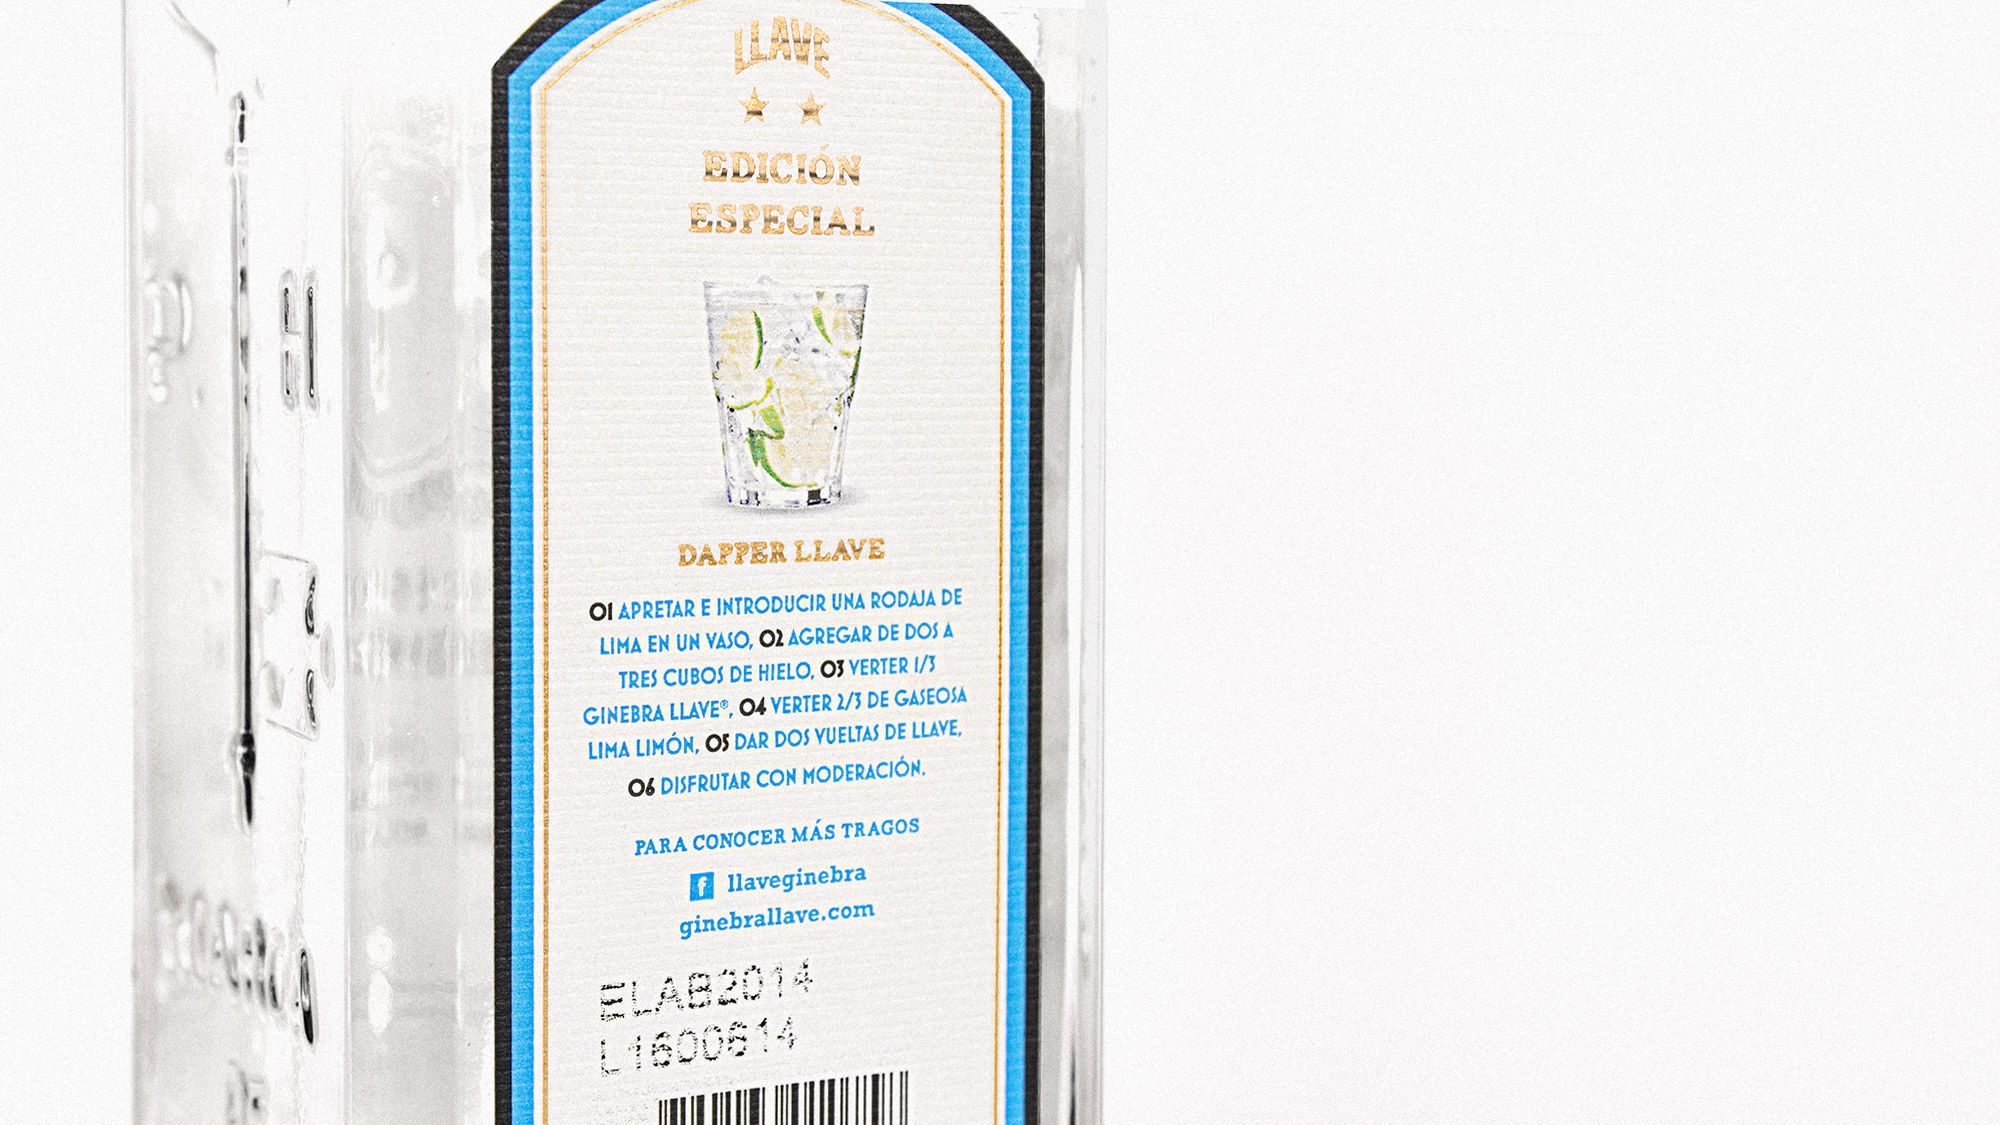 LLAVE
EDICIÓN
ESPECIAL
DAPPER LLAVE
01 APRETAR E INTRODUCIR UNA RODAJA DE
LIMA EN UN VASO, 02 AGREGAR DE DOS A
TRES CUBOS DE HIELO, 03 VERTER 1/3
GINEBRA LLAVE®, 04 VERTER 2/3 DE GASEOSA
LIMA LIMÓN, 05 DAR DOS VUELTAS DE LLAVE,
06 DISFRUTAR CON MODERACIÓN.
PARA CONOCER MÁS TRAGOS
f llaveginebra
ginebrallave.com
ELAB2014
L1600614